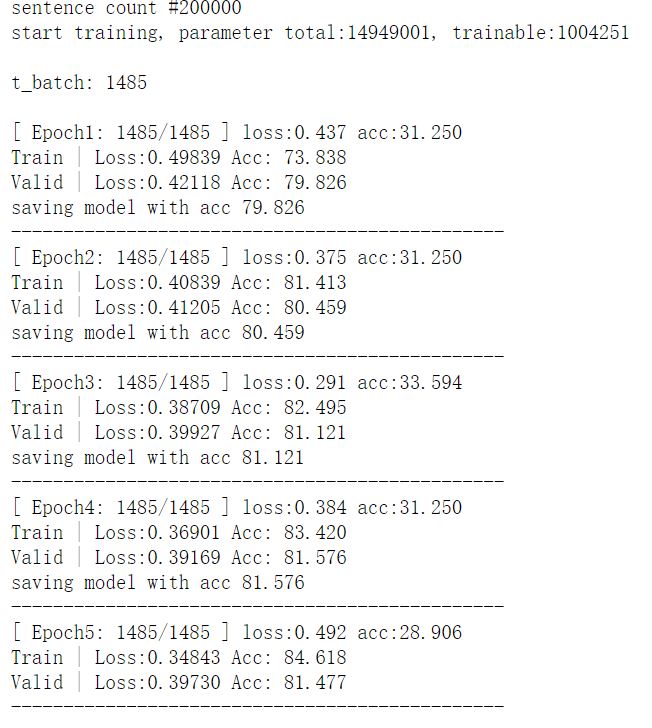 sentence count #200000
start training, parameter total:14949001, trainable:1004251
t_batch: 1485
[ Epoch1: 1485/1485 ] loss:0.437 acc:31.250
Train | Loss:0.49839 Acc: 73.838
Valid | Loss:0.42118 Acc: 79.826
saving model with acc 79.826
-----------------------------------------------
[ Epoch2: 1485/1485 ] loss:0.375 acc:31.250
Train | Loss:0.40839 Acc: 81.413
Valid | Loss:0.41205 Acc: 80.459
saving model with acc 80.459
-----------------------------------------------
[ Epoch3: 1485/1485 ] loss:0.291 acc:33.594
Train | Loss:0.38709 Acc: 82.495
Valid | Loss:0.39927 Acc: 81.121
saving model with acc 81.121
-----------------------------------------------
[ Epoch4: 1485/1485 ] loss:0.384 acc:31.250
Train | Loss:0.36901 Acc: 83.420
Valid | Loss:0.39169 Acc: 81.576
saving model with acc 81.576
-----------------------------------------------
[ Epoch5: 1485/1485 ] loss:0.492 acc:28.906
Train | Loss:0.34843 Acc: 84.618
Valid | Loss:0.39730 Acc: 81.477
-----------------------------------------------